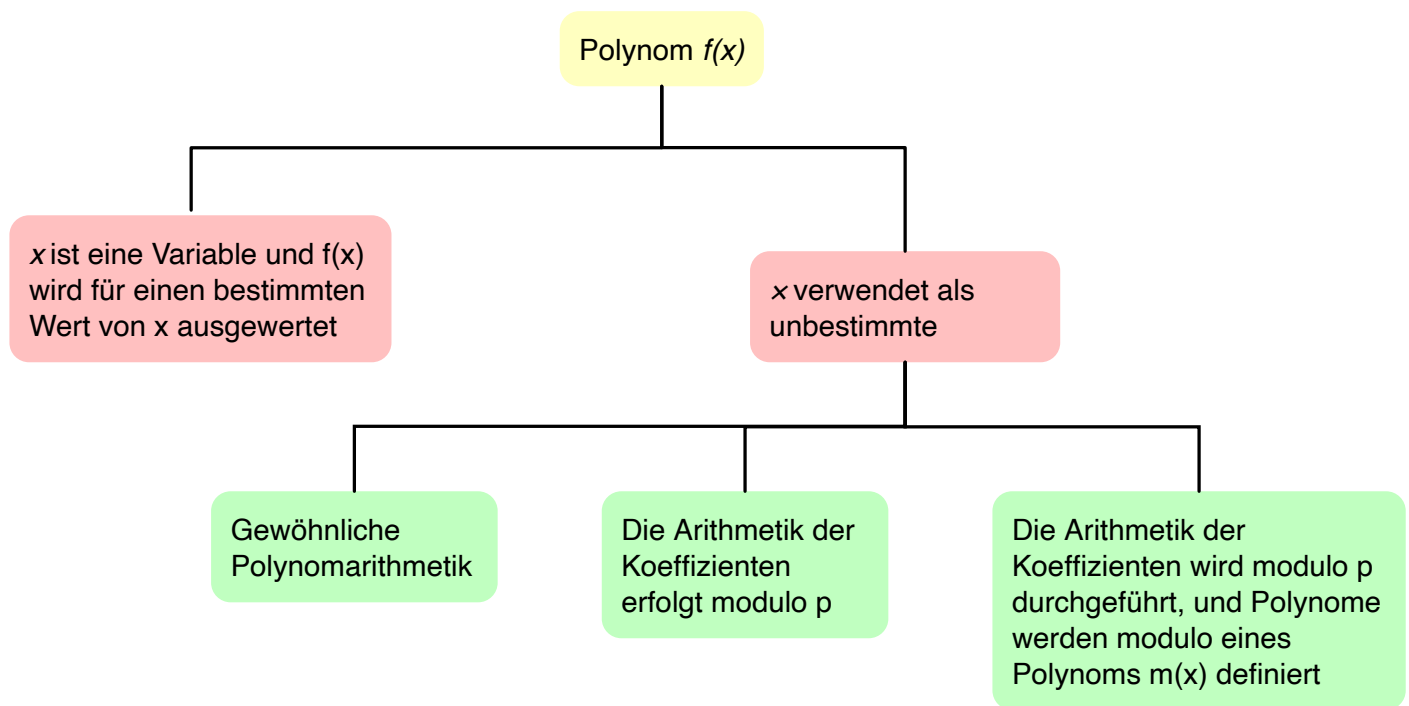 Polynom f(x)
x ist eine Variable und f(x)
wird für einen bestimmten
Wert von x ausgewertet
x verwendet als
unbestimmte
Gewöhnliche
Polynomarithmetik
Die Arithmetik der
Koeffizienten
erfolgt modulo p
Die Arithmetik der
Koeffizienten wird modulo p
durchgeführt, und Polynome
werden modulo eines
Polynoms m(x) definiert